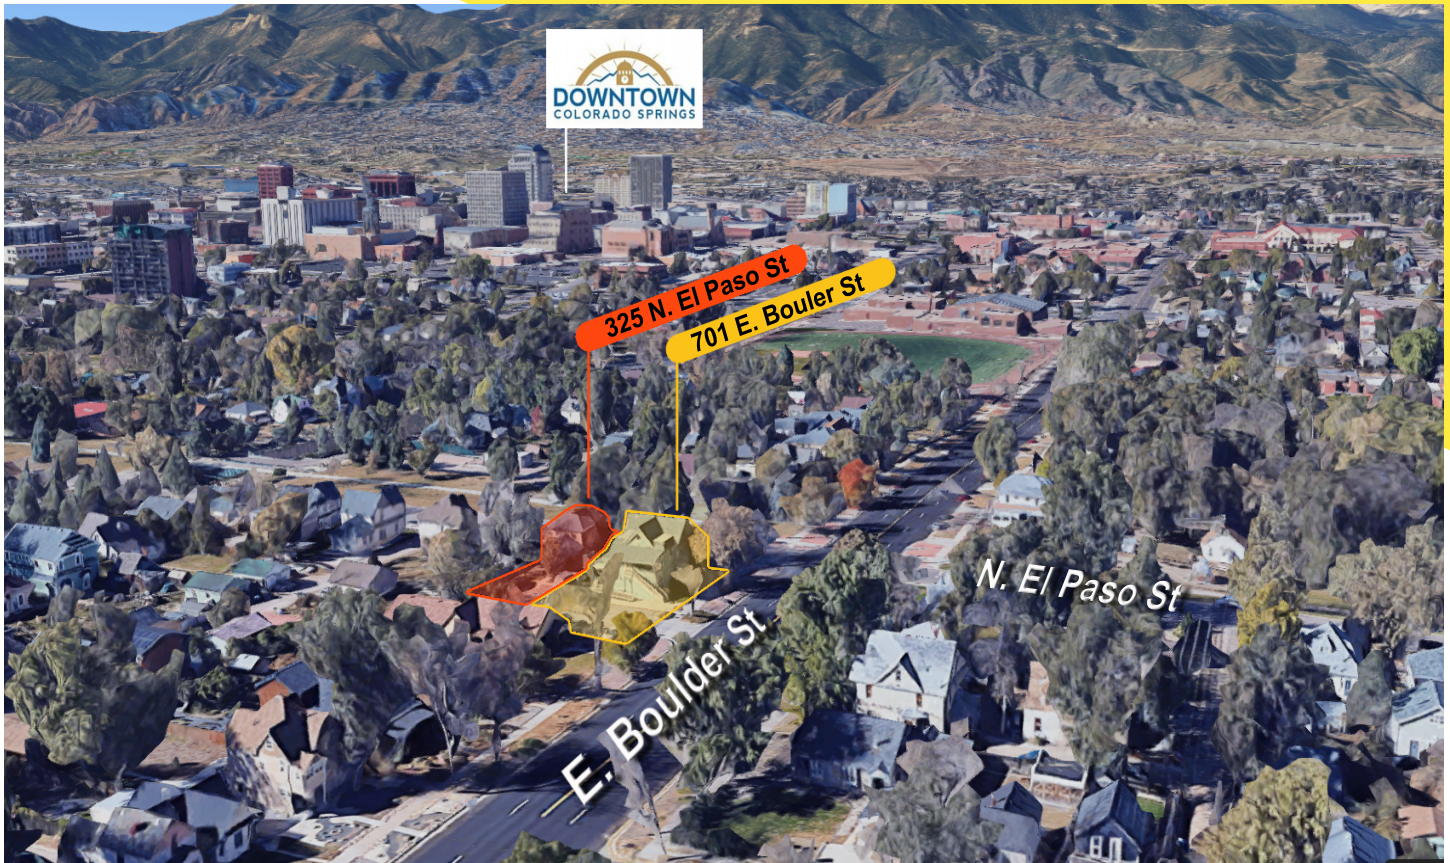 DOWNTOWN
COLORADO SPRINGS
325 N. El Paso St
701 E. Bouler St
N. El Paso St
E. Boulder St